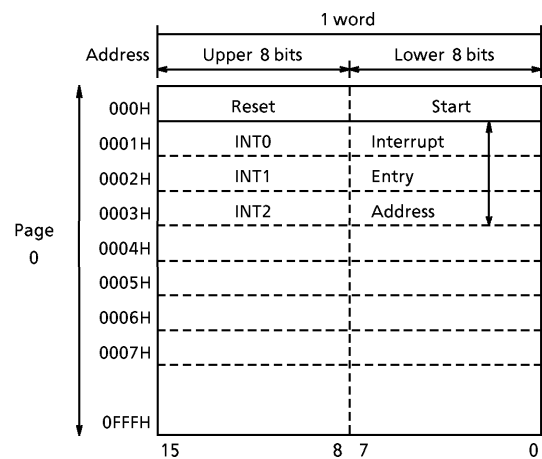 1 word
Address Upper 8 bits Lower 8 bits
000H Reset Start
0001H INT0 Interrupt
0002H INT1 Entry
0003H INT2 Address
Page
0004H
0
0005H
0006H
0007H
0FFFH
15 8 7 0